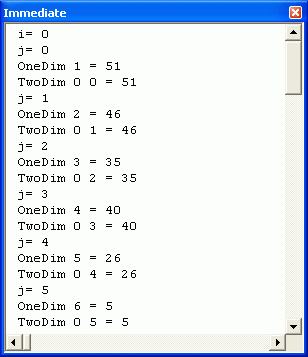 Immediate
i= 0
j= 0
OneDim 1 = 51
TwoDim 0 0 = 51
j= 1
OneDim 2 = 46
TwoDim 0 1 = 46
j= 2
OneDim 3 = 35
TwoDim 0 2 = 35
j= 3
OneDim 4 = 40
TwoDim 0 3 = 40
j= 4
OneDim 5 = 26
TwoDim 0 4 = 26
j= 5
OneDim 6 = 5
TwoDim 0 5 = 5